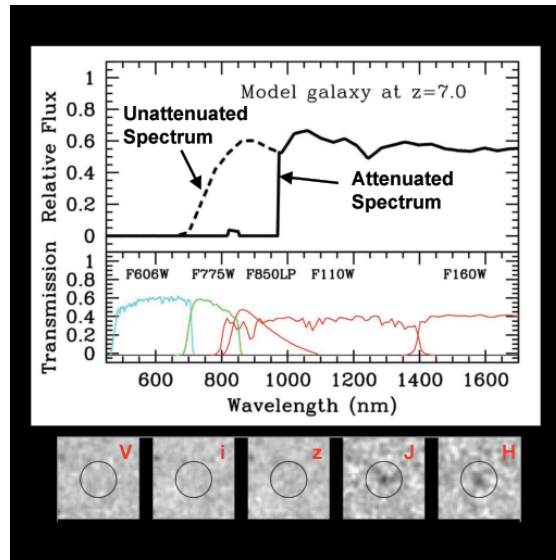 Model galaxy at z=7.0
Unattenuated
Spectrum
Attenuated
Spectrum
Relative Flux
1
0.8
0.6
0.4
0.2
0
F606W F775W F850LP F110W F160W
Transmission
0.8
0.6
0.4
0.2
0
600 800 1000 1200 1400 1600
Wavelength (nm)
V i z J H